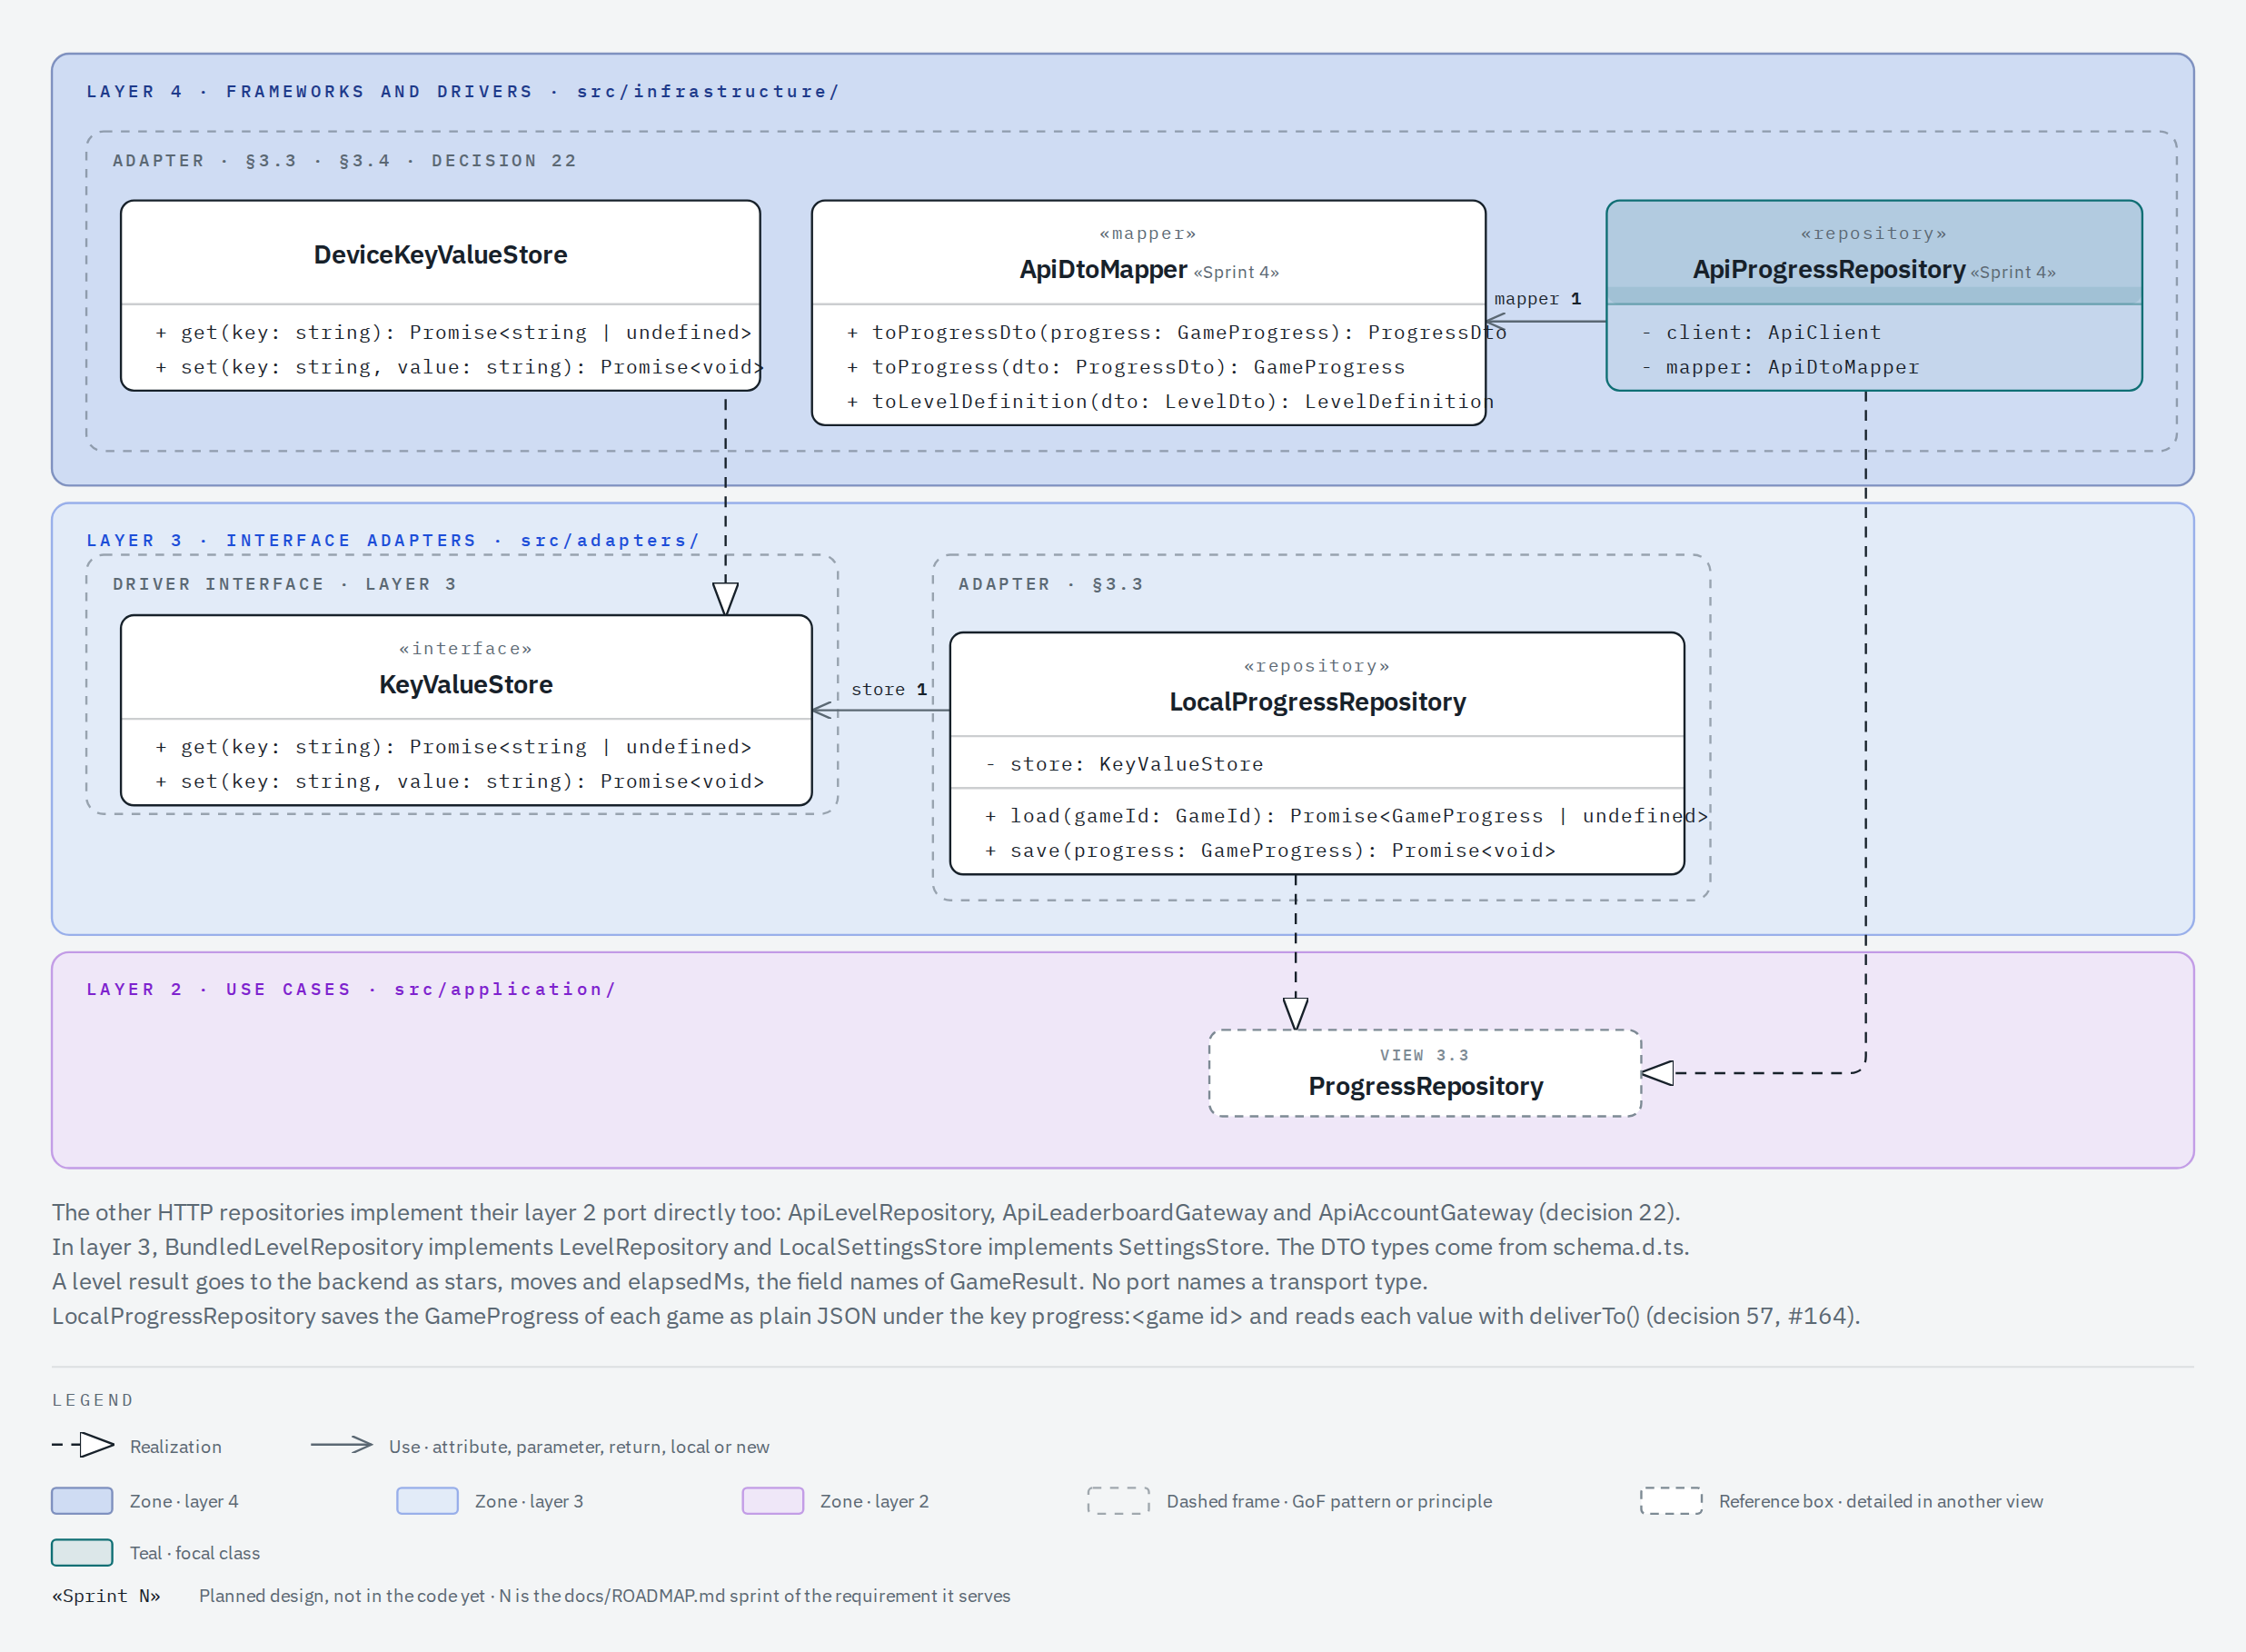 LAYER 4 · FRAMEWORKS AND DRIVERS · src/infrastructure/
ADAPTER · §3.3 · §3.4 · DECISION 22
DeviceKeyValueStore
+ get(key: string): Promise<string | undefined>
+ set(key: string, value: string): Promise<void>
«mapper»
ApiDtoMapper «Sprint 4»
+ toProgressDto(progress: GameProgress): ProgressDto
+ toProgress(dto: ProgressDto): GameProgress
+ toLevelDefinition(dto: LevelDto): LevelDefinition
mapper 1
«repository»
ApiProgressRepository «Sprint 4»
- client: ApiClient
- mapper: ApiDtoMapper
LAYER 3 · INTERFACE ADAPTERS · src/adapters/
DRIVER INTERFACE · LAYER 3
«interface»
KeyValueStore
+ get(key: string): Promise<string | undefined>
+ set(key: string, value: string): Promise<void>
store 1
ADAPTER · §3.3
«repository»
LocalProgressRepository
- store: KeyValueStore
+ load(gameId: GameId): Promise<GameProgress | undefined>
+ save(progress: GameProgress): Promise<void>
LAYER 2 · USE CASES · src/application/
VIEW 3.3
ProgressRepository
The other HTTP repositories implement their layer 2 port directly too: ApiLevelRepository, ApiLeaderboardGateway and ApiAccountGateway (decision 22).
In layer 3, BundledLevelRepository implements LevelRepository and LocalSettingsStore implements SettingsStore. The DTO types come from schema.d.ts.
A level result goes to the backend as stars, moves and elapsedMs, the field names of GameResult. No port names a transport type.
LocalProgressRepository saves the GameProgress of each game as plain JSON under the key progress:<game id> and reads each value with deliverTo() (decision 57, #164).
LEGEND
Realization
Use · attribute, parameter, return, local or new
Zone · layer 4
Zone · layer 3
Zone · layer 2
Dashed frame · GoF pattern or principle
Reference box · detailed in another view
Teal · focal class
«Sprint N» Planned design, not in the code yet · N is the docs/ROADMAP.md sprint of the requirement it serves